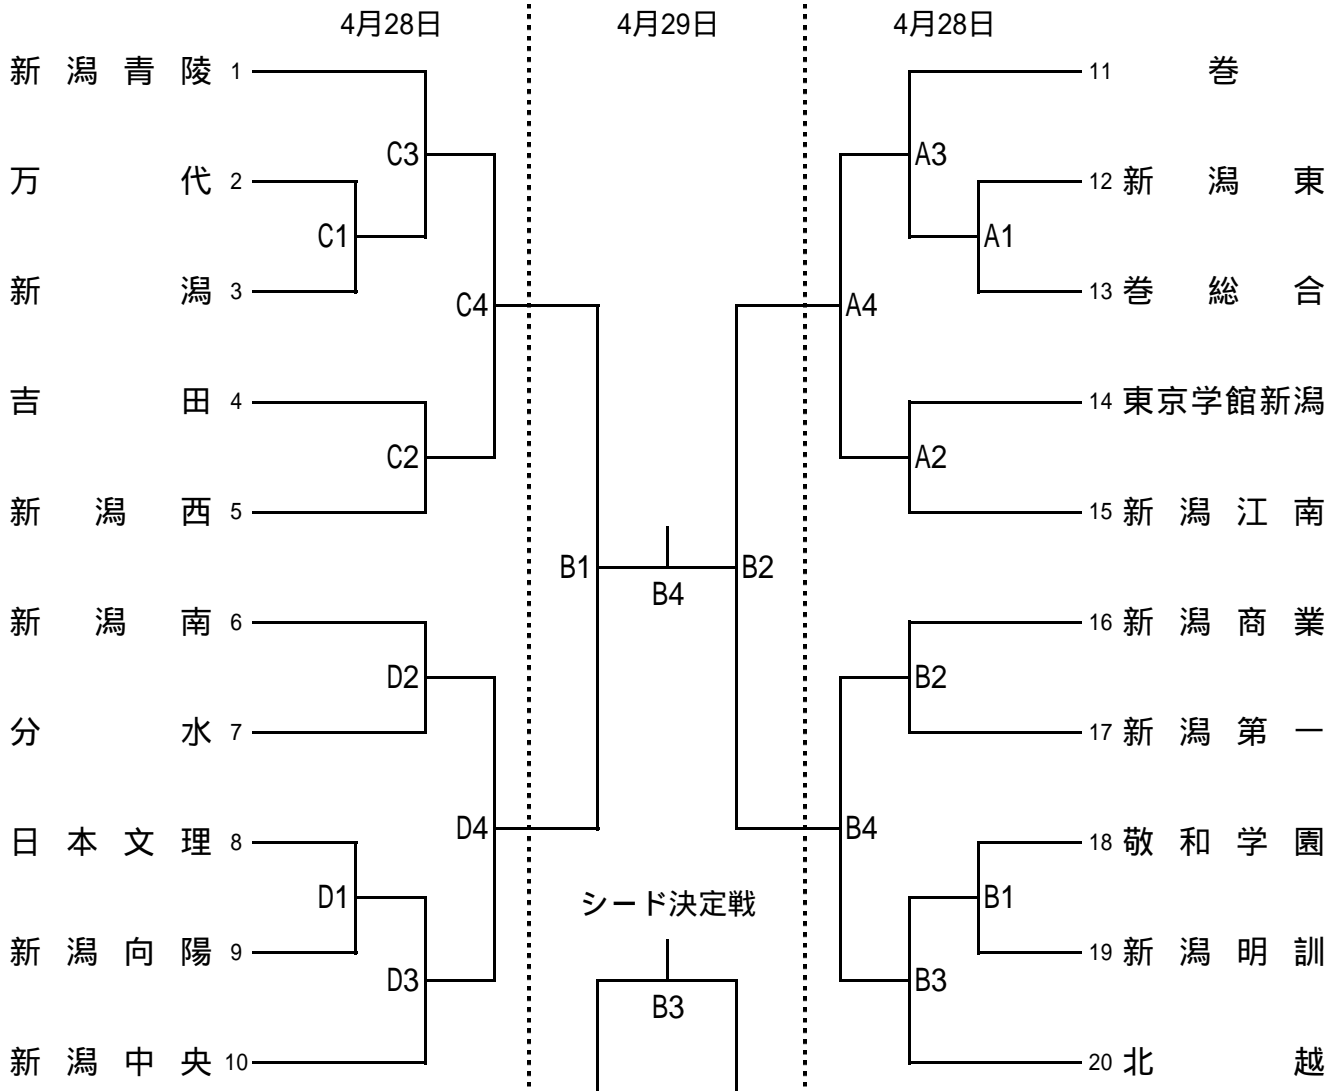 4月28日 4月29日 4月28日
新潟青陵 1 11 巻
C3 A3
万代 2 12 新潟東
C1 A1
新潟 3 13 巻総合
C4 A4
吉田 4 14 東京学館新潟
C2 A2
新潟西 5 15 新潟江南
B1 B2
B4
新潟南 6 16 新潟商業
D2 B2
分水 7 17 新潟第一
D4 B4
日本文理 8 18 敬和学園
D1 シード決定戦 B1
新潟向陽 9 19 新潟明訓
D3 B3
B3
新潟中央 10 20 北越